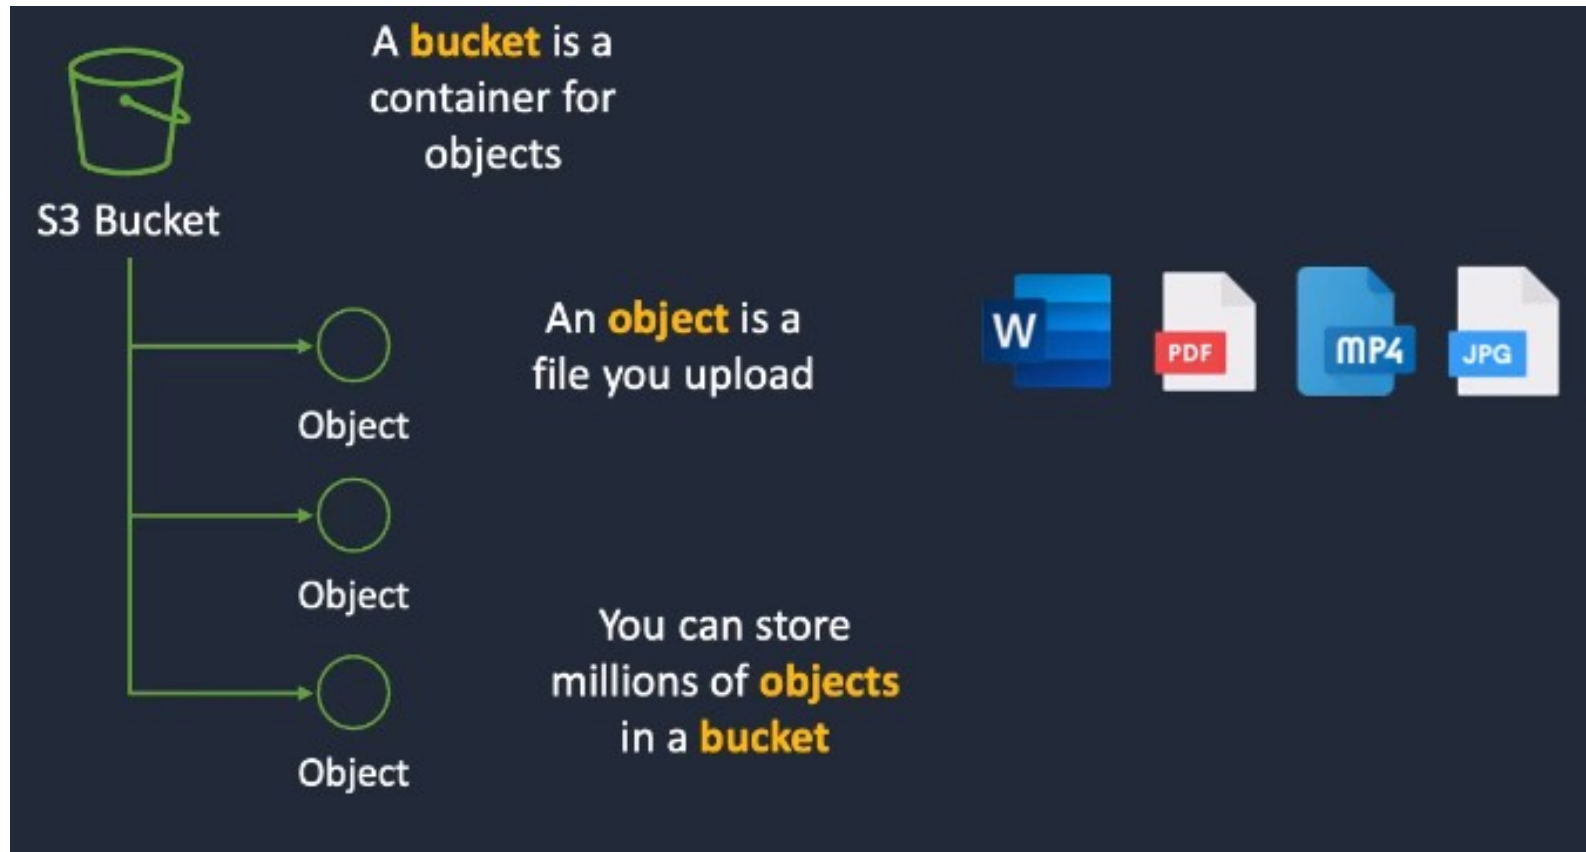 A bucket is a
container for
objects
S3 Bucket
An object is a
file you upload
W
PDF
MP4
JPG
Object
Object
You can store
millions of objects
in a bucket
Object